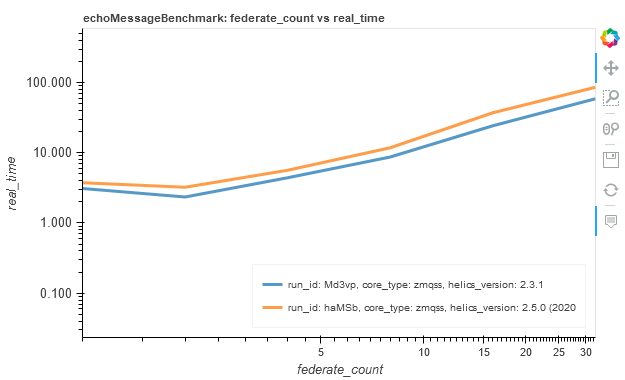 echoMessageBenchmark: federate_count vs real_time
100.000
10.000
1.000
0.100
real_time
run_id: Md3vp, core_type: zmqss, helics_version: 2.3.1
run_id: haMSb, core_type: zmqss, helics_version: 2.5.0 (2020
5 10 15 20 25 30
federate_count